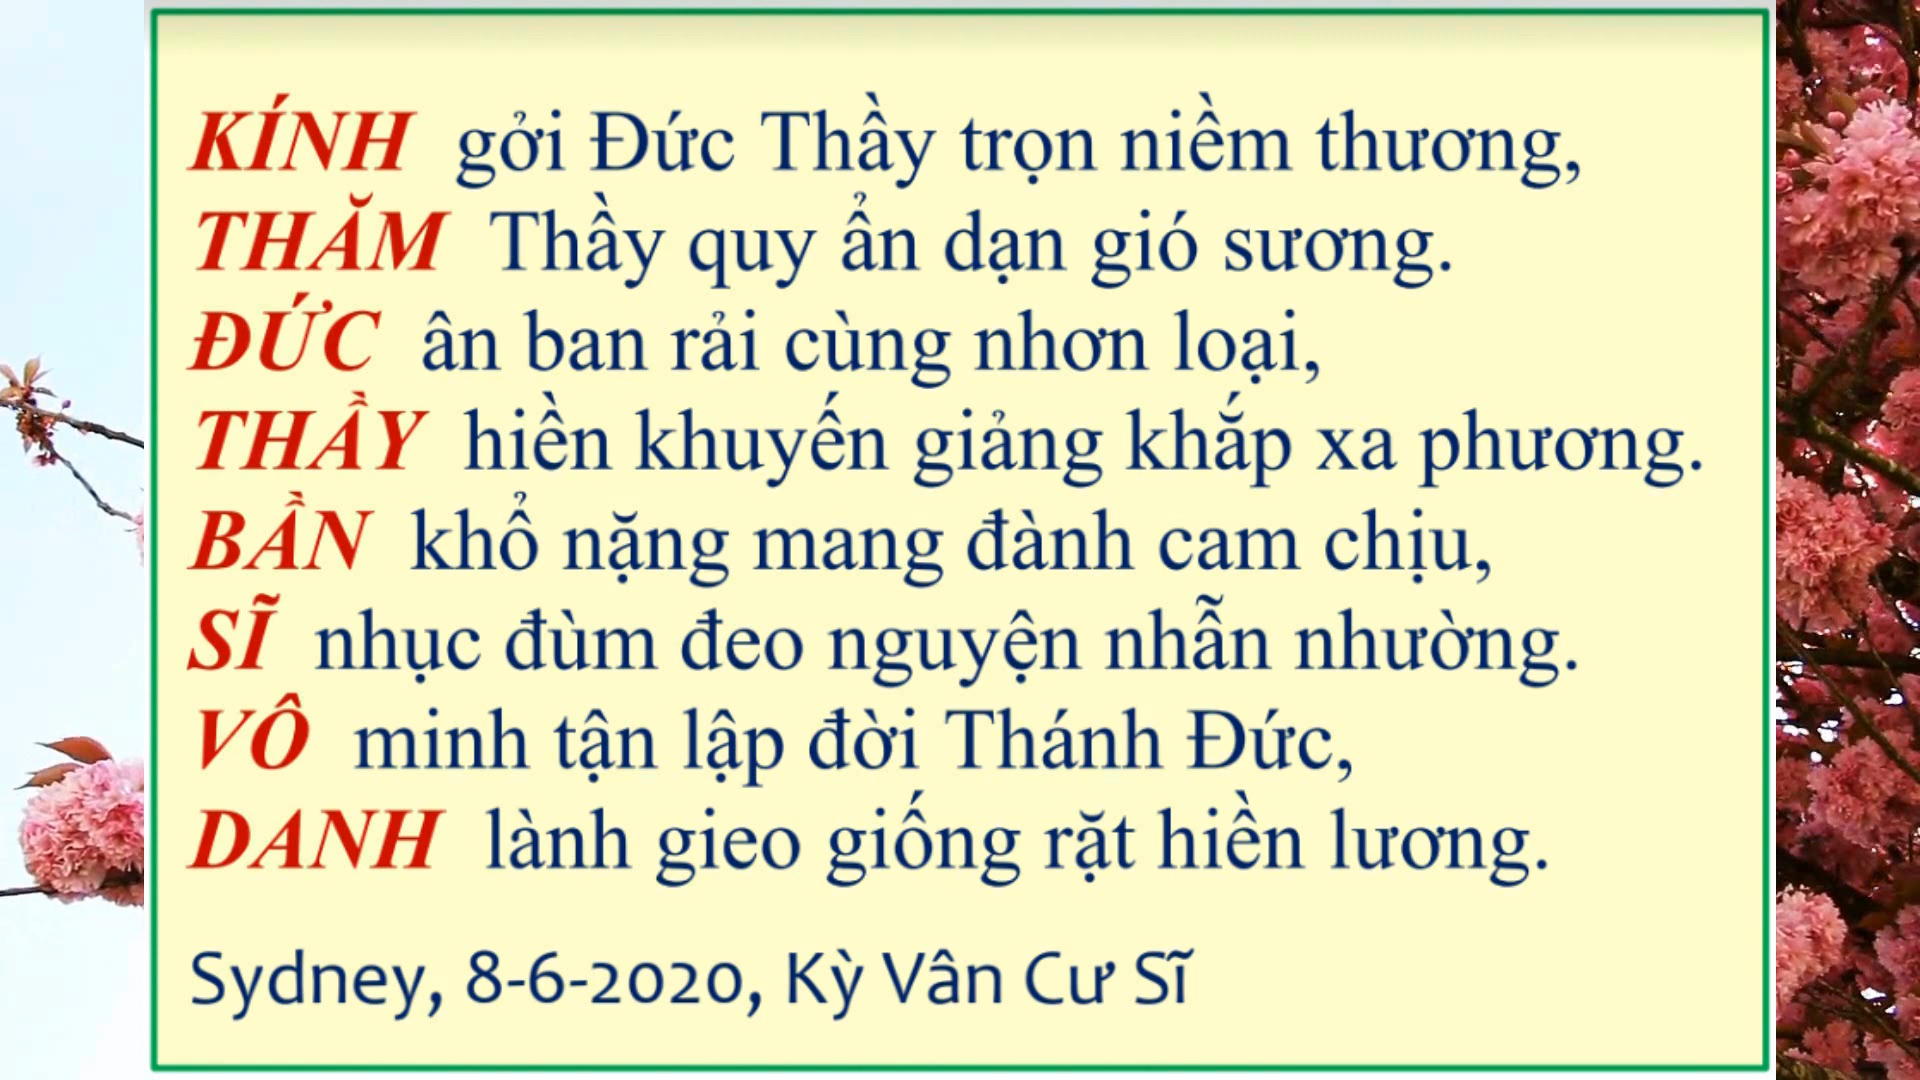 KÍNH gởi Đức Thầy trọn niềm thương,
THĂM Thầy quy ẩn dạn gió sương.
ĐỨC ân ban rải cùng nhơn loại,
THẦY hiền khuyến giảng khắp xa phương.
BẦN khổ nặng mang đành cam chịu,
SĨ nhục đùm đeo nguyện nhẫn nhường.
VÔ minh tận lập đời Thánh Đức,
DANH lành gieo giống rặt hiền lương.
Sydney, 8-6-2020, Kỳ Vân Cư Sĩ